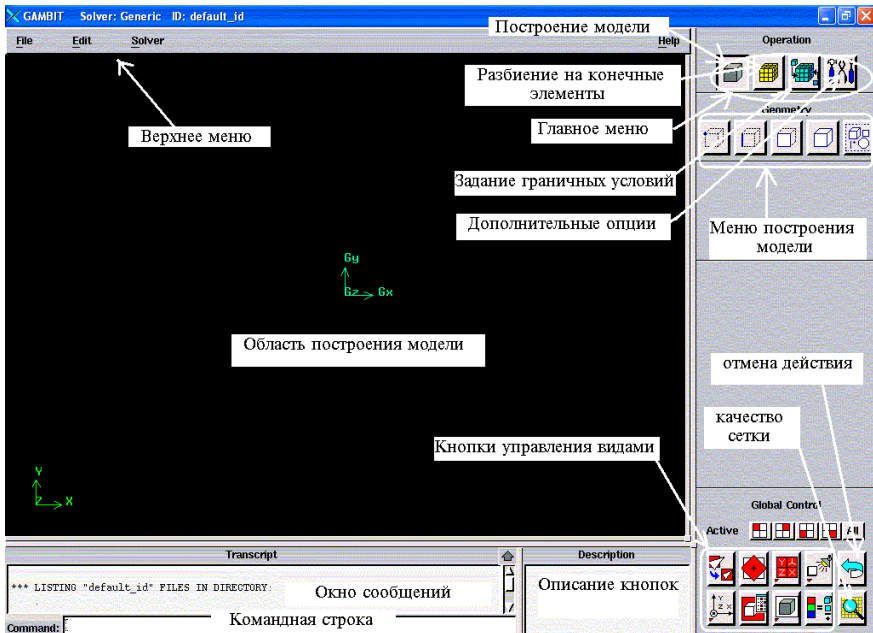 GAMBIT Solver: Generic ID: default_id
File Edit Solver Help
Построение модели
Operation
Разбиение на конечные
элементы
Geometry
Верхнее меню
Главное меню
Задание граничных условий
Дополнительные опции
Меню построения
модели
Gy
Gz Gx
Область построения модели
отмена действия
качество
сетки
Кнопки управления видами
Y
Z X
Global Control
Active All
Transcript
Description
*** LISTING "default_id" FILES IN DIRECTORY:
Окно сообщений
Описание кнопок
Command:
Командная строка